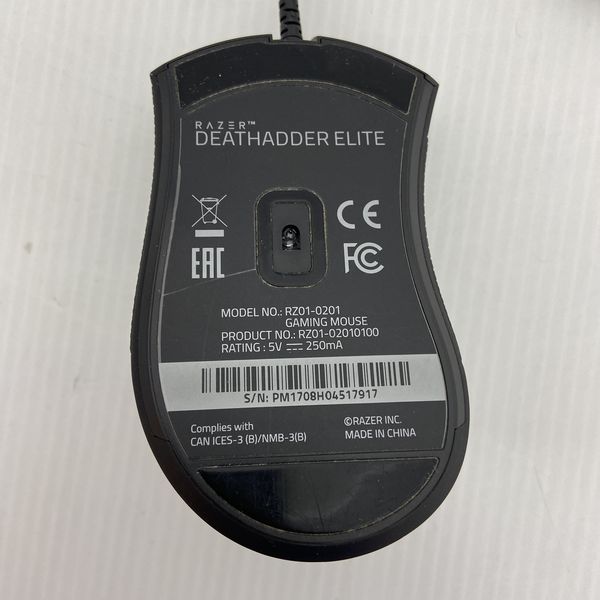 RAZER™
DEATHADDER ELITE
CE
EAC
FC
MODEL NO.: RZ01-0201
GAMING MOUSE
PRODUCT NO.: RZ01-02010100
RATING : 5V ⎓ 250mA
S/N: PM1708H04517917
Complies with
CAN ICES-3 (B)/NMB-3(B)
©RAZER INC.
MADE IN CHINA